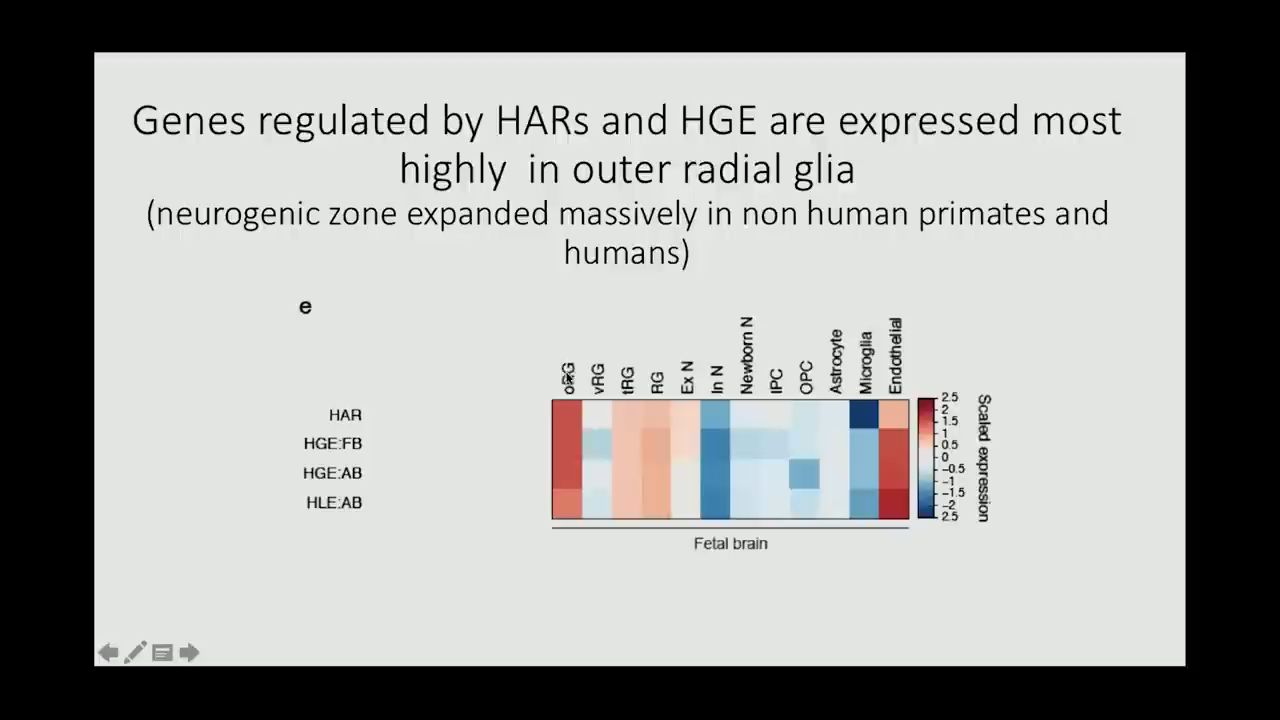 Genes regulated by HARs and HGE are expressed most
highly in outer radial glia
(neurogenic zone expanded massively in non human primates and
humans)
e
oRG
vRG
tRG
RG
Ex N
In N
Newborn N
IPC
OPC
Astrocyte
Microglia
Endothelial
HAR
HGE:FB
HGE:AB
HLE:AB
2.5
2
1.5
1
0.5
0
−0.5
−1
−1.5
−2
2.5
Scaled expression
Fetal brain